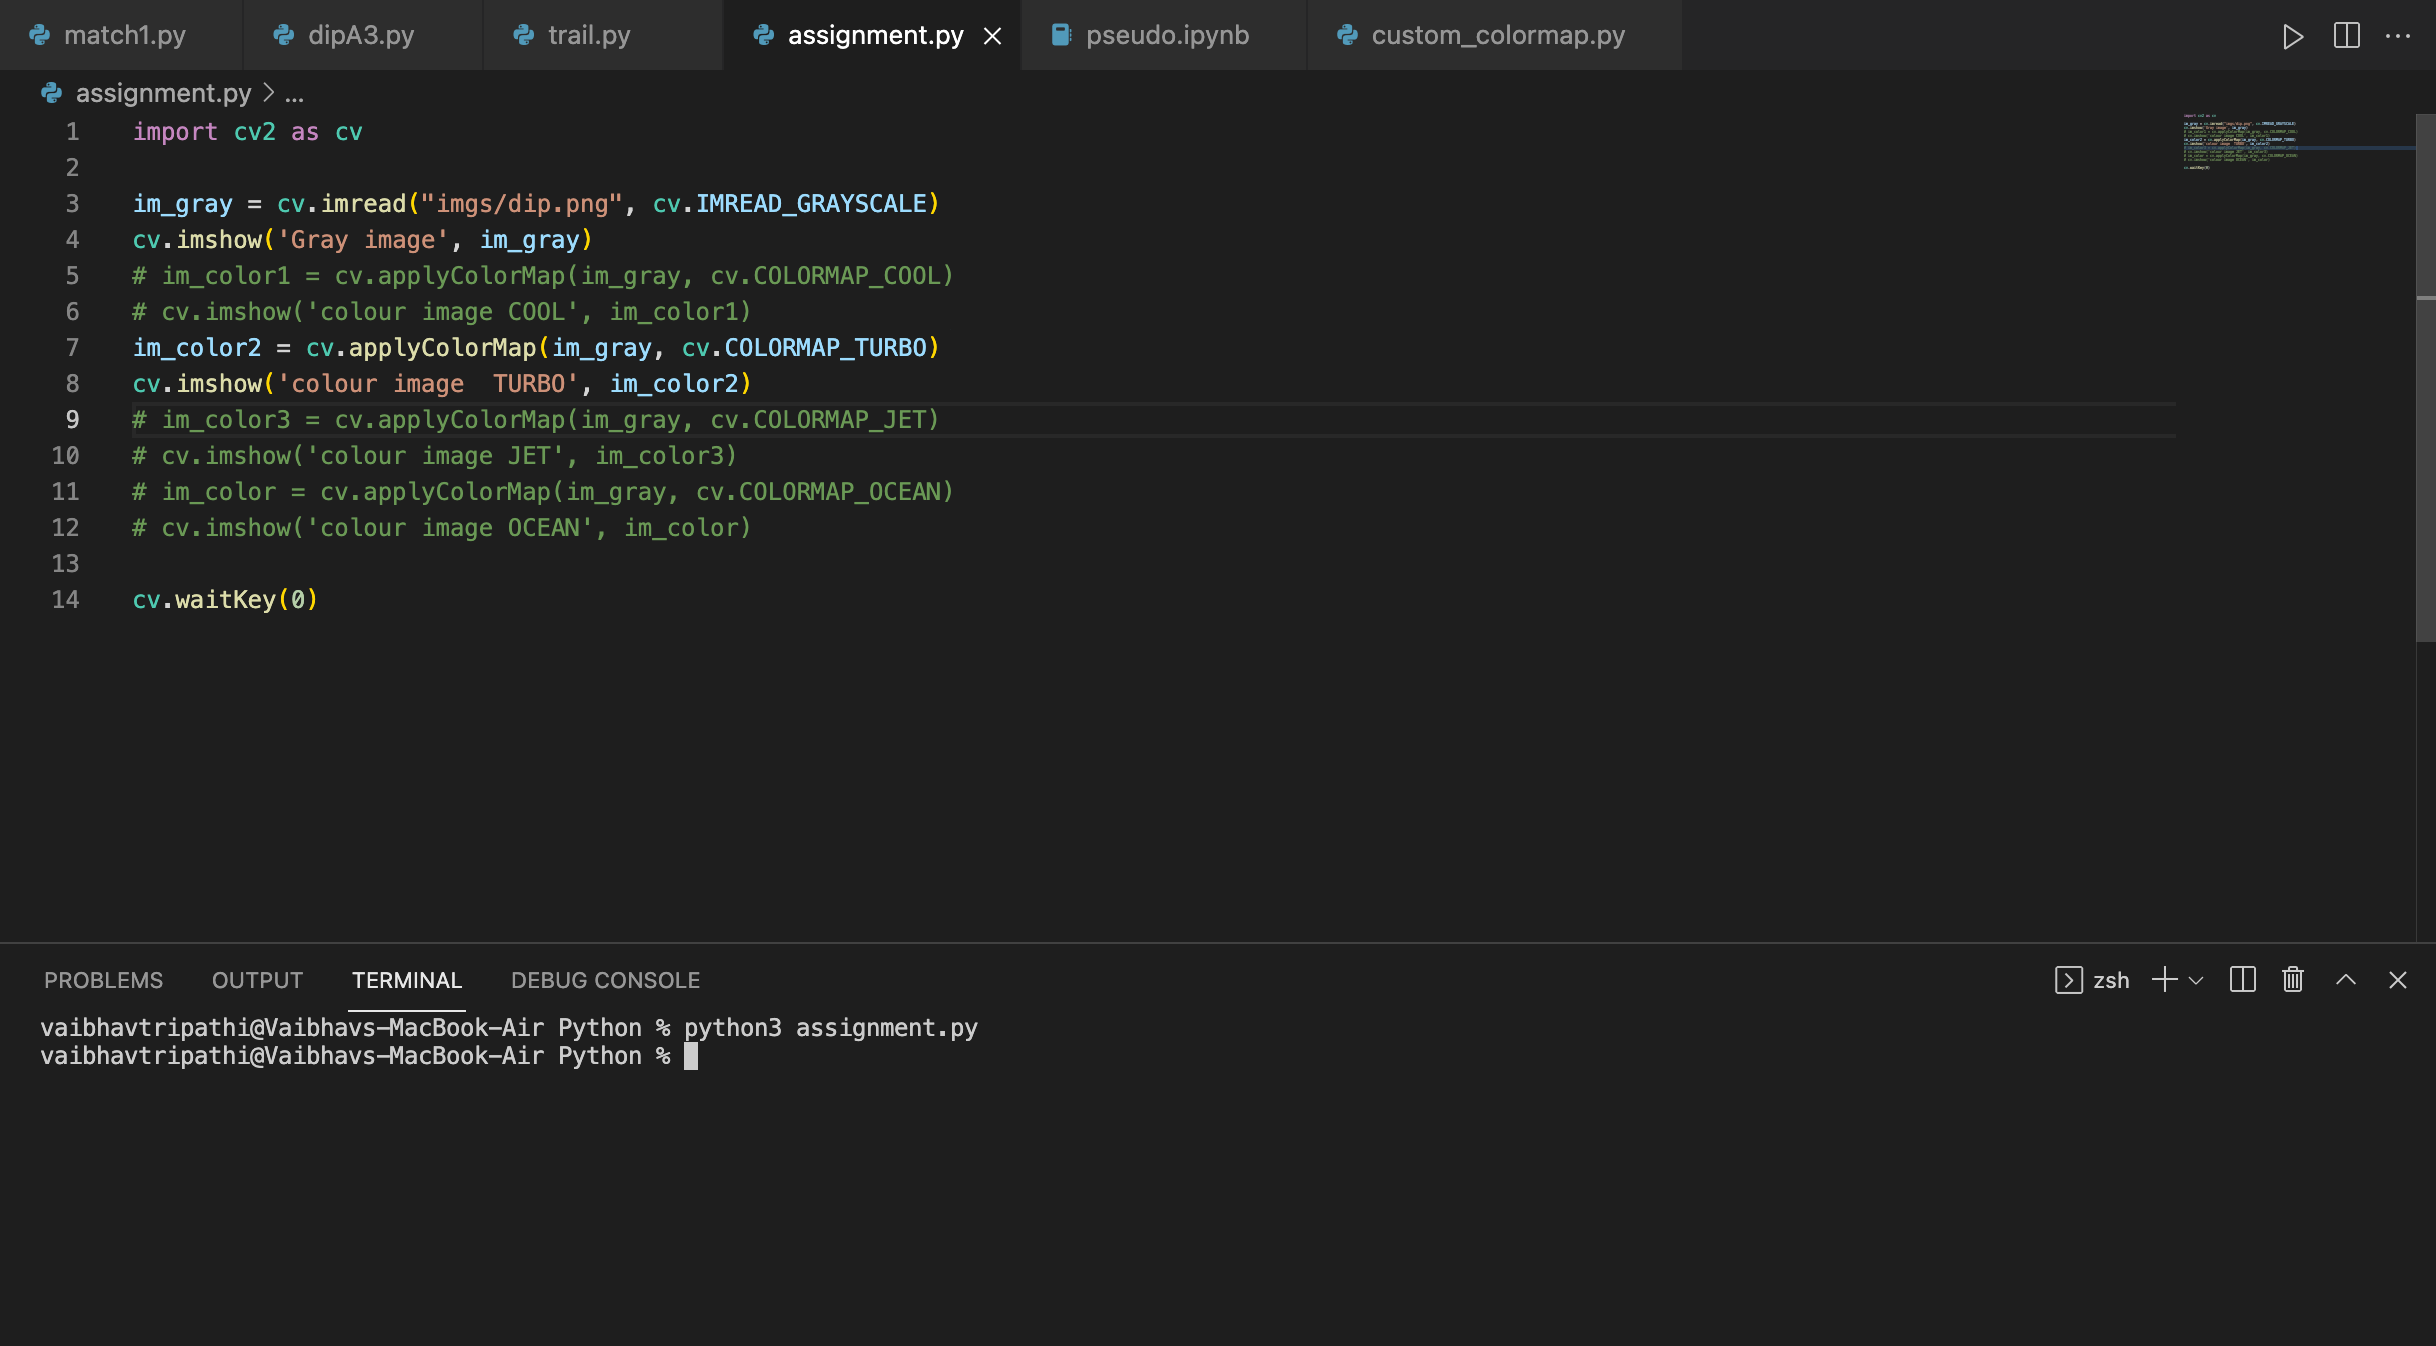 match1.py dipA3.py trail.py assignment.py pseudo.ipynb custom_colormap.py
assignment.py > ...
1 import cv2 as cv
2
3 im_gray = cv.imread("imgs/dip.png", cv.IMREAD_GRAYSCALE)
4 cv.imshow('Gray image', im_gray)
5 # im_color1 = cv.applyColorMap(im_gray, cv.COLORMAP_COOL)
6 # cv.imshow('colour image COOL', im_color1)
7 im_color2 = cv.applyColorMap(im_gray, cv.COLORMAP_TURBO)
8 cv.imshow('colour image  TURBO', im_color2)
9 # im_color3 = cv.applyColorMap(im_gray, cv.COLORMAP_JET)
10 # cv.imshow('colour image JET', im_color3)
11 # im_color = cv.applyColorMap(im_gray, cv.COLORMAP_OCEAN)
12 # cv.imshow('colour image OCEAN', im_color)
13
14 cv.waitKey(0)
PROBLEMS OUTPUT TERMINAL DEBUG CONSOLE zsh
vaibhavtripathi@Vaibhavs-MacBook-Air Python % python3 assignment.py
vaibhavtripathi@Vaibhavs-MacBook-Air Python %